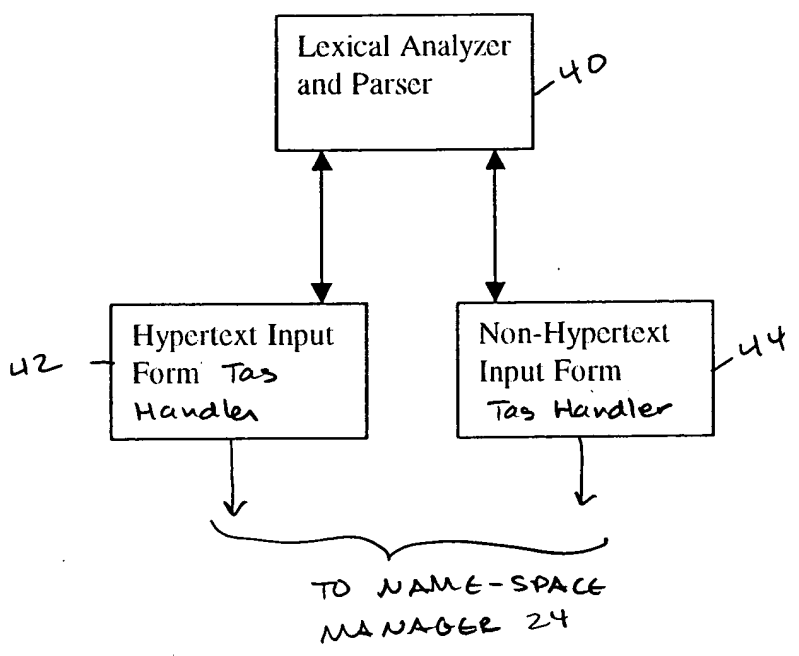 Lexical Analyzer
and Parser
40
Hypertext Input
Form Tag
Handler
42
Non-Hypertext
Input Form
Tag Handler
44
TO NAME-SPACE
MANAGER 24